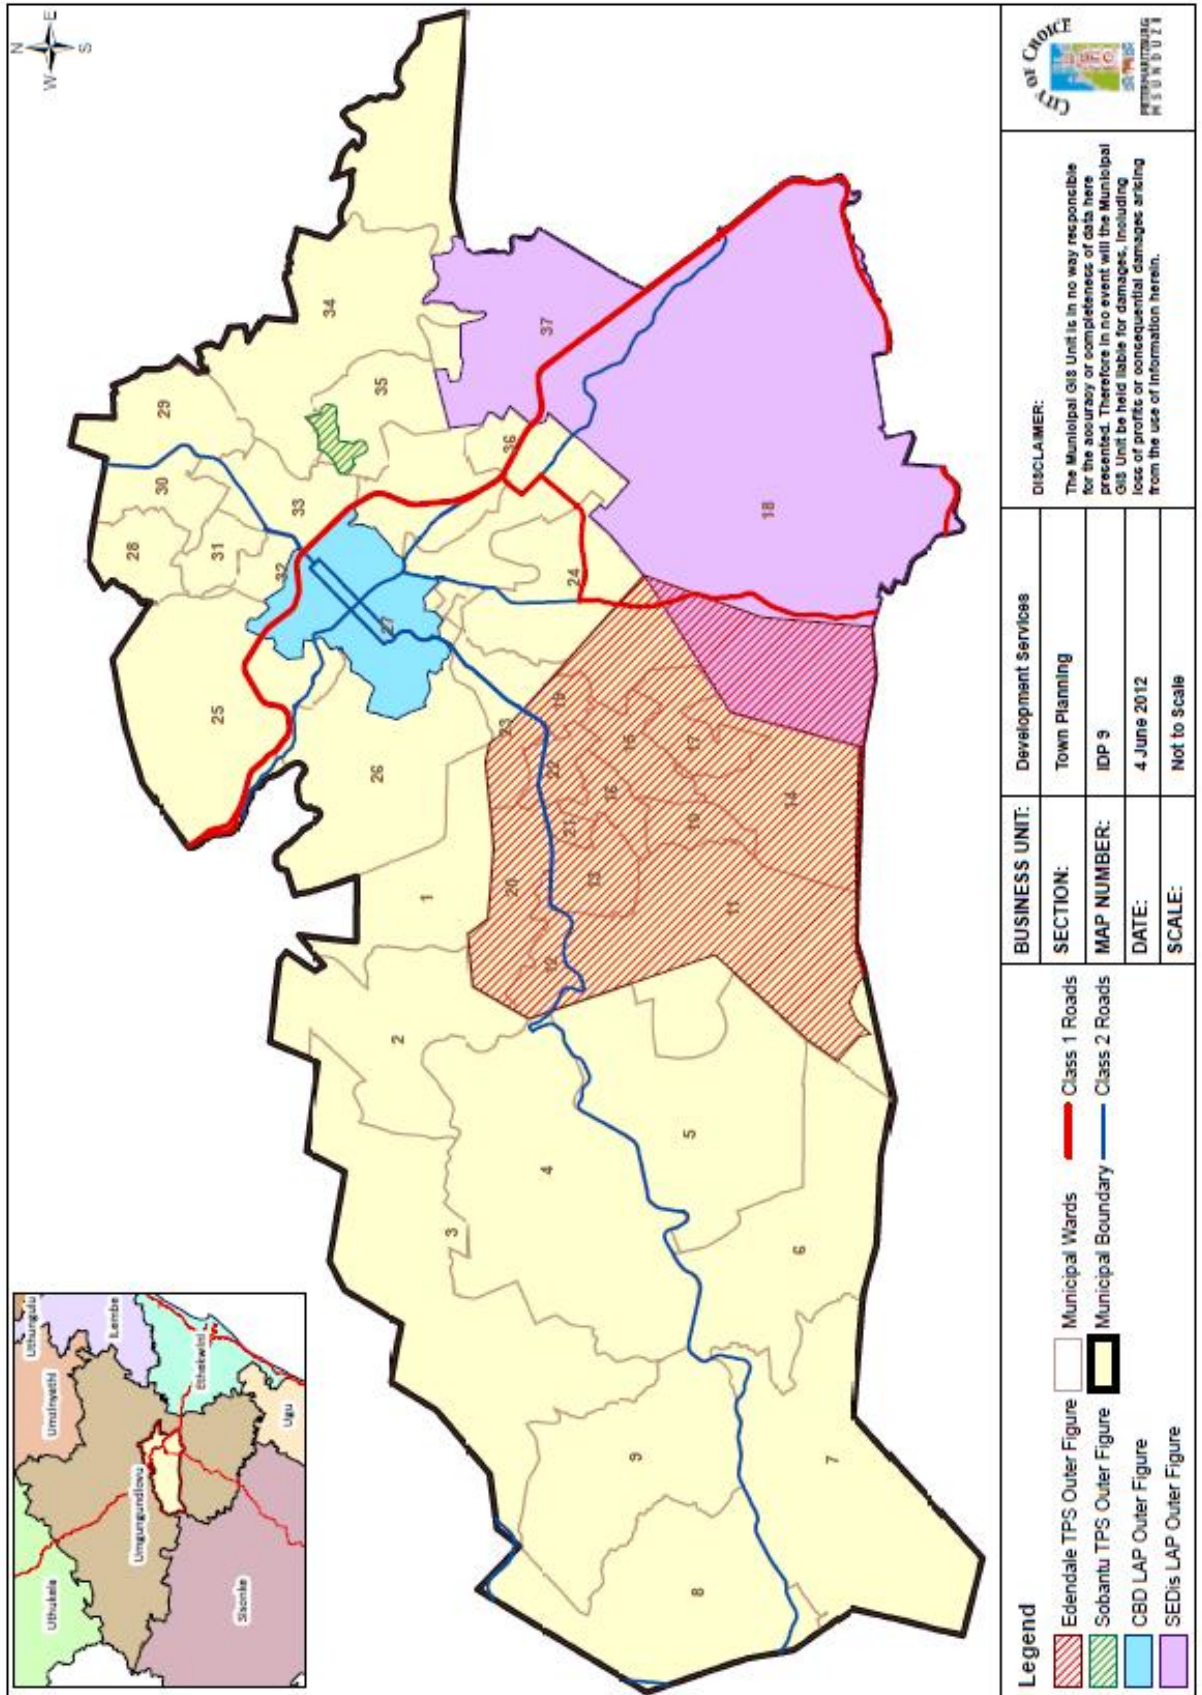 N
W
E
S
Uthungulu
Umzinyathi
Uthukela
iLembe
Umgungundlovu
Ethekwini
Ugu
Sisonke
29
34
30
28
31
33
35
32
25
37
36
27
26
24
18
23
19
22
15
17
1
20
21
16
13
10
14
12
11
2
4
5
3
6
9
7
8
Legend
Edendale TPS Outer Figure
Sobantu TPS Outer Figure
CBD LAP Outer Figure
SEDis LAP Outer Figure
Municipal Wards
Municipal Boundary
Class 1 Roads
Class 2 Roads
BUSINESS UNIT: Development Services
SECTION: Town Planning
MAP NUMBER: IDP 9
DATE: 4 June 2012
SCALE: Not to Scale
DISCLAIMER:
The Municipal GIS Unit is in no way responsible
for the accuracy or completeness of data here
presented. Therefore in no event will the Municipal
GIS Unit be held liable for damages, including
loss of profits or consequential damages arising
from the use of information herein.
CITY OF CHOICE
PIETERMARITZBURG
MSUNDUZI